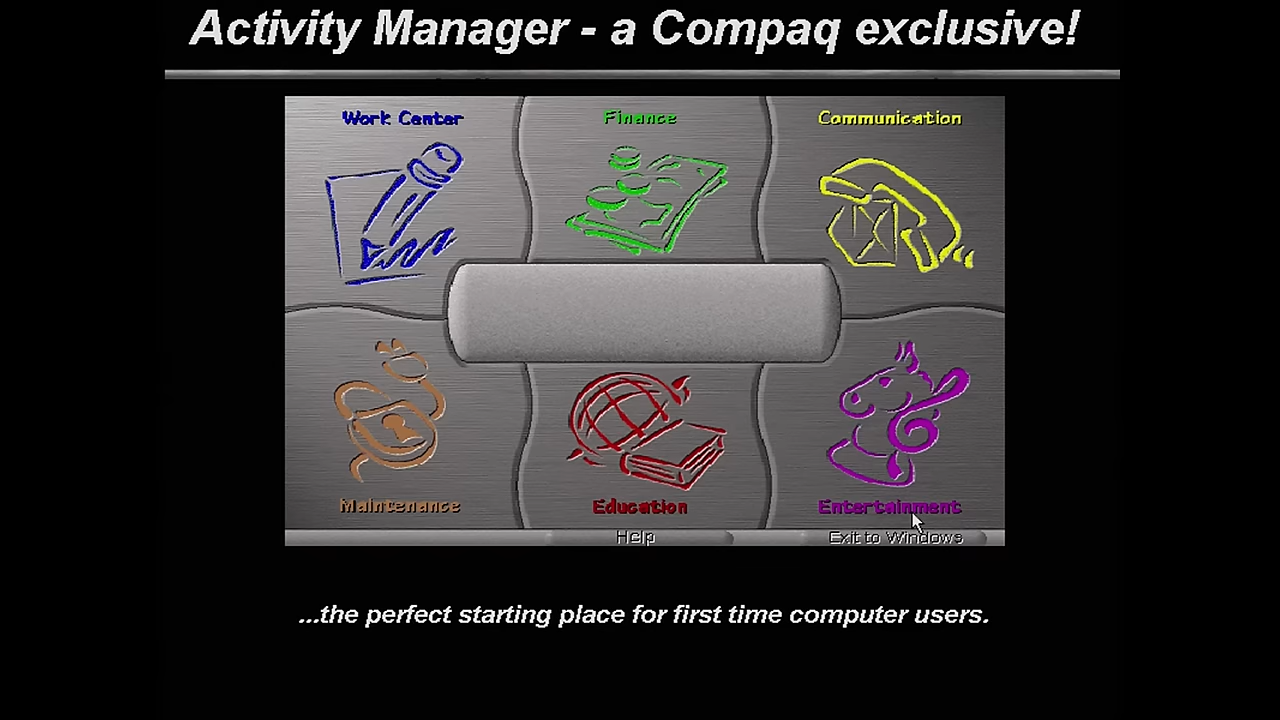 Activity Manager - a Compaq exclusive!
Work Center
Finance
Communication
Maintenance
Education
Entertainment
Help
Exit to Windows
...the perfect starting place for first time computer users.